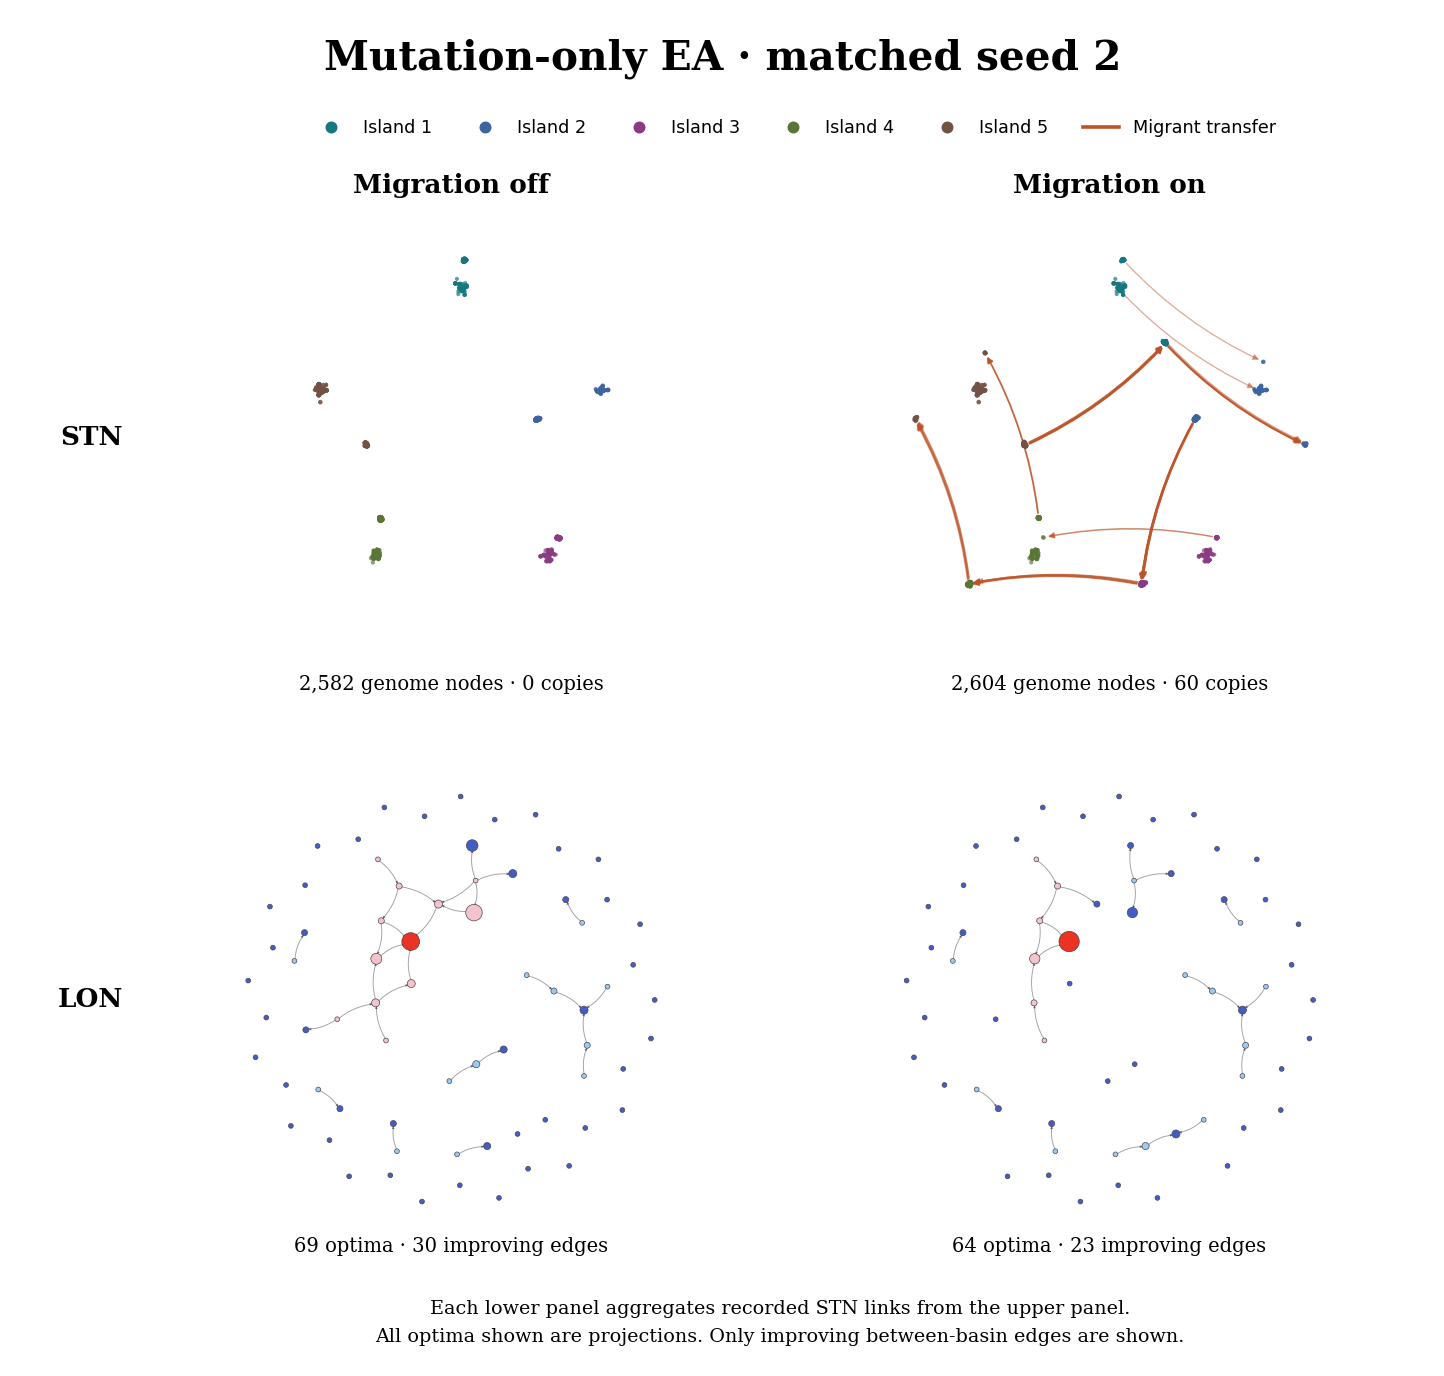 Mutation-only EA · matched seed 2
Island 1 Island 2 Island 3 Island 4 Island 5 Migrant transfer
Migration off Migration on
STN
2,582 genome nodes · 0 copies 2,604 genome nodes · 60 copies
LON
69 optima · 30 improving edges 64 optima · 23 improving edges
Each lower panel aggregates recorded STN links from the upper panel.
All optima shown are projections. Only improving between-basin edges are shown.